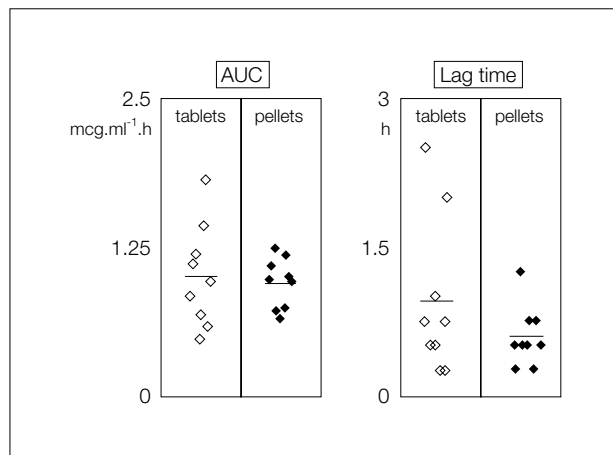 AUC
2.5
mcg.ml⁻¹.h
tablets pellets
1.25
0
Lag time
3
h
tablets pellets
1.5
0